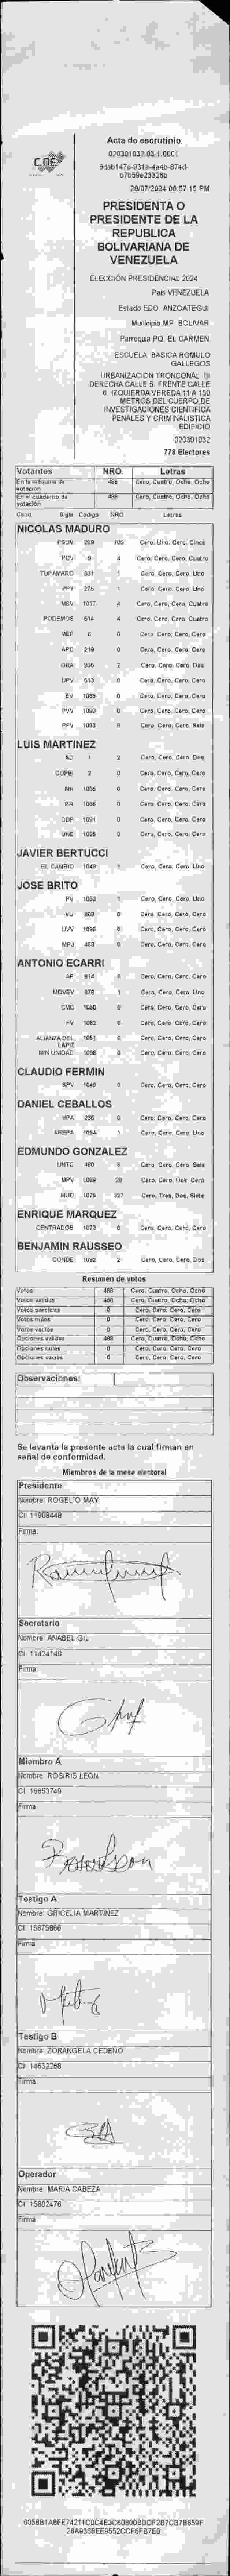 Acta de escrutinio
020301032.03.1.0001
CNE
28/07/2024 06:57:15 PM
PRESIDENTA O
PRESIDENTE DE LA
REPUBLICA
BOLIVARIANA DE
VENEZUELA
ELECCIÓN PRESIDENCIAL 2024
País VENEZUELA
Estado EDO. ANZOATEGUI
Municipio MP. BOLIVAR
Parroquia PQ. EL CARMEN
ESCUELA BASICA ROMULO
GALLEGOS
URBANIZACION TRONCONAL III
DERECHA CALLE 5. FRENTE CALLE
6. IZQUIERDA VEREDA 11 A 150
METROS DEL CUERPO DE
INVESTIGACIONES CIENTIFICA
PENALES Y CRIMINALISTICA
EDIFICIO
020301032
778 Electores
Votantes NRO. Letras
En la máquina de votación 488 Cero, Cuatro, Ocho, Ocho
En el cuaderno de votación 488 Cero, Cuatro, Ocho, Ocho
Cand. Sigla Código NRO Letras
NICOLAS MADURO
PSUV 269 105 Cero, Uno, Cero, Cinco
PCV 9 4 Cero, Cero, Cero, Cuatro
TUPAMARO 931 1 Cero, Cero, Cero, Uno
PPT 276 1 Cero, Cero, Cero, Uno
MSV 1017 4 Cero, Cero, Cero, Cuatro
PODEMOS 614 4 Cero, Cero, Cero, Cuatro
MEP 6 0 Cero, Cero, Cero, Cero
APC 219 0 Cero, Cero, Cero, Cero
ORA 906 2 Cero, Cero, Cero, Dos
UPV 513 0 Cero, Cero, Cero, Cero
EV 1089 0 Cero, Cero, Cero, Cero
PVV 1090 0 Cero, Cero, Cero, Cero
PFV 1093 6 Cero, Cero, Cero, Seis
LUIS MARTINEZ
AD 1 2 Cero, Cero, Cero, Dos
COPEI 3 0 Cero, Cero, Cero, Cero
MR 1055 0 Cero, Cero, Cero, Cero
BR 1066 0 Cero, Cero, Cero, Cero
DDP 1091 0 Cero, Cero, Cero, Cero
UNE 1096 0 Cero, Cero, Cero, Cero
JAVIER BERTUCCI
EL CAMBIO 1049 1 Cero, Cero, Cero, Uno
JOSE BRITO
PV 1053 1 Cero, Cero, Cero, Uno
VU 969 0 Cero, Cero, Cero, Cero
UVV 1056 0 Cero, Cero, Cero, Cero
MPJ 458 0 Cero, Cero, Cero, Cero
ANTONIO ECARRI
AP 914 0 Cero, Cero, Cero, Cero
MOVEV 879 1 Cero, Cero, Cero, Uno
CMC 1060 0 Cero, Cero, Cero, Cero
FV 1062 0 Cero, Cero, Cero, Cero
ALIANZA DEL LAPIZ 1051 0 Cero, Cero, Cero, Cero
MIN UNIDAD 1068 0 Cero, Cero, Cero, Cero
CLAUDIO FERMIN
SPV 1049 0 Cero, Cero, Cero, Cero
DANIEL CEBALLOS
VPA 236 0 Cero, Cero, Cero, Cero
AREPA 1094 1 Cero, Cero, Cero, Uno
EDMUNDO GONZALEZ
UNTC 480 6 Cero, Cero, Cero, Seis
MPV 1069 20 Cero, Cero, Dos, Cero
MUD 1075 327 Cero, Tres, Dos, Siete
ENRIQUE MARQUEZ
CENTRADOS 1073 0 Cero, Cero, Cero, Cero
BENJAMIN RAUSSEO
CONDE 1092 2 Cero, Cero, Cero, Dos
Resumen de votos
Votos 488 Cero, Cuatro, Ocho, Ocho
Votos validos 488 Cero, Cuatro, Ocho, Ocho
Votos parciales 0 Cero, Cero, Cero, Cero
Votos nulos 0 Cero, Cero, Cero, Cero
Votos vacíos 0 Cero, Cero, Cero, Cero
Opciones validas 488 Cero, Cuatro, Ocho, Ocho
Opciones nulas 0 Cero, Cero, Cero, Cero
Opciones vacías 0 Cero, Cero, Cero, Cero
Observaciones:
Se levanta la presente acta la cual firman en
señal de conformidad.
Miembros de la mesa electoral
Presidente
Nombre: ROGELIO MAY
CI: 11908448
Firma:
Secretario
Nombre: ANABEL GIL
CI: 11424149
Firma:
Miembro A
Nombre: ROSIRIS LEON
CI: 16853749
Firma:
Testigo A
Nombre: GRICELIA MARTINEZ
CI: 15875666
Firma:
Testigo B
Nombre: ZORANGELA CEDEÑO
CI: 14632268
Firma:
Operador
Nombre: MARIA CABEZA
CI: 15802476
Firma: